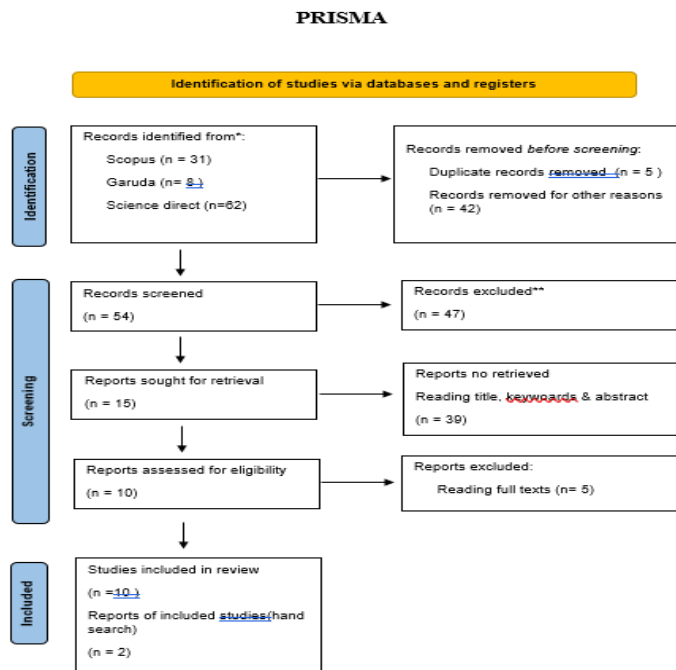 PRISMA
Identification of studies via databases and registers
Identification
Records identified from*:
Scopus (n = 31)
Garuda (n= 8 )
Science direct (n=62)
Records removed before screening:
Duplicate records removed (n = 5 )
Records removed for other reasons
(n = 42)
Screening
Records screened
(n = 54)
Records excluded**
(n = 47)
Reports sought for retrieval
(n = 15)
Reports no retrieved
Reading title, keywoards & abstract
(n = 39)
Reports assessed for eligibility
(n = 10)
Reports excluded:
Reading full texts (n= 5)
Included
Studies included in review
(n =10 )
Reports of included studies(hand
search)
(n = 2)